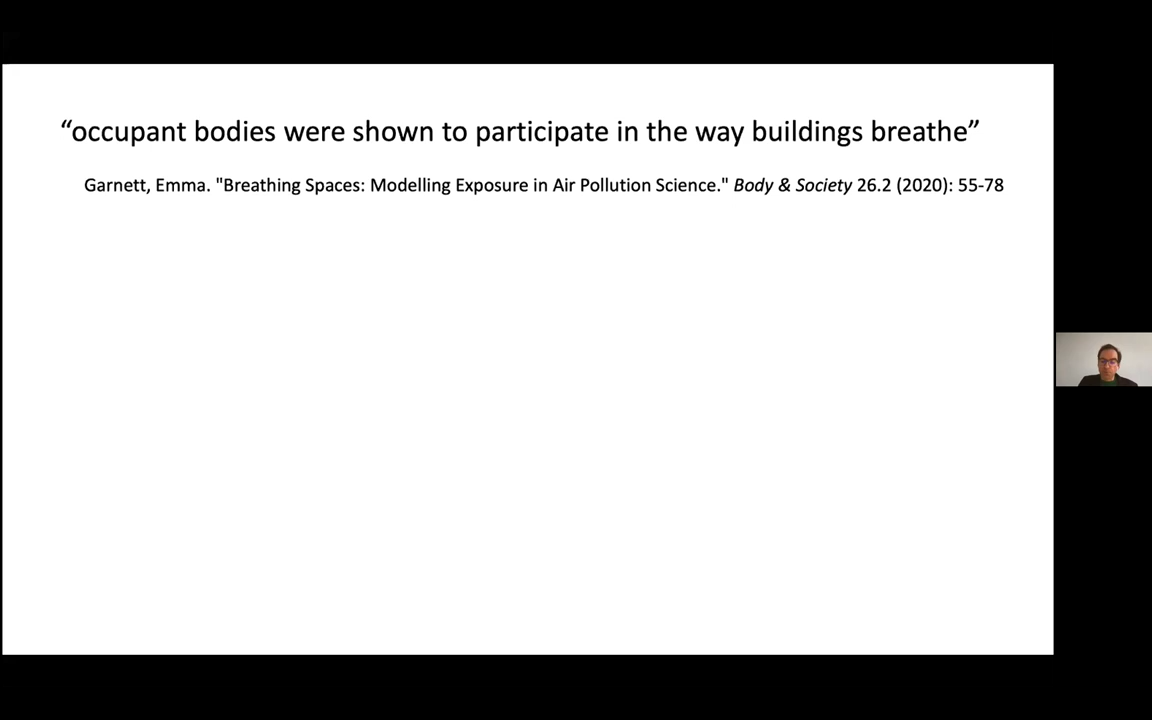 “occupant bodies were shown to participate in the way buildings breathe”
Garnett, Emma. "Breathing Spaces: Modelling Exposure in Air Pollution Science." Body & Society 26.2 (2020): 55-78